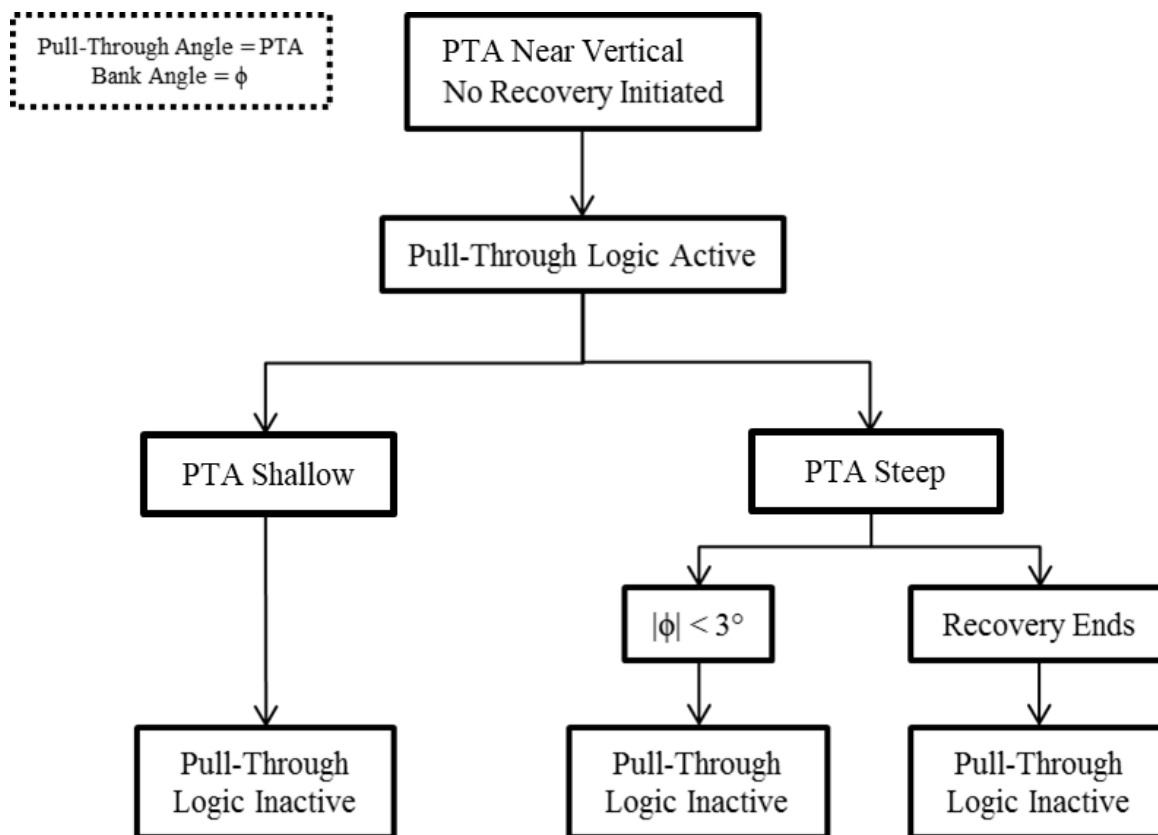 Pull-Through Angle = PTA
Bank Angle = ϕ
PTA Near Vertical
No Recovery Initiated
Pull-Through Logic Active
PTA Shallow
PTA Steep
|ϕ| < 3°
Recovery Ends
Pull-Through
Logic Inactive
Pull-Through
Logic Inactive
Pull-Through
Logic Inactive